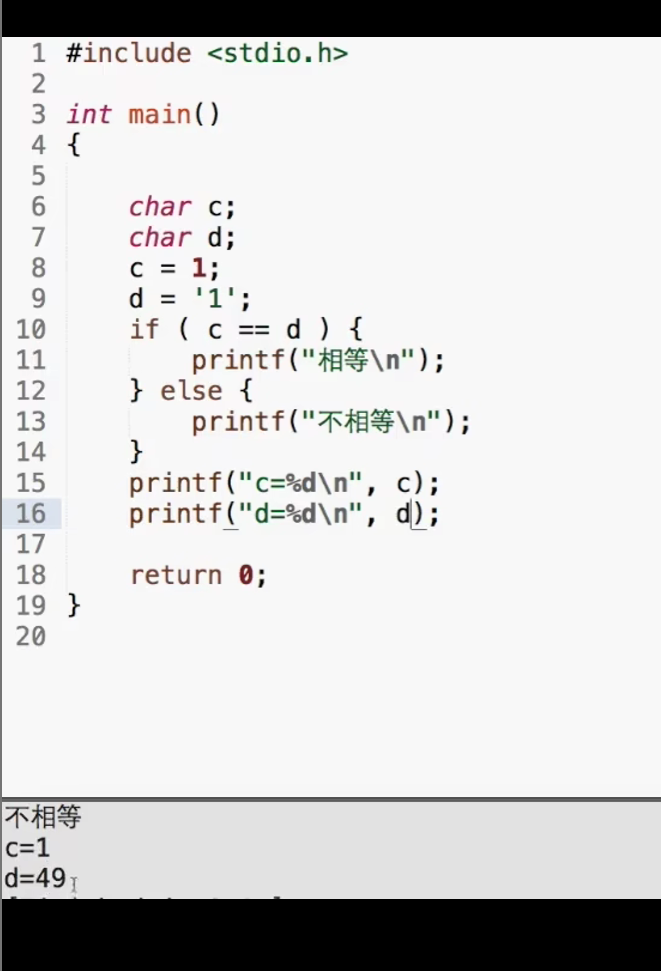 1 #include <stdio.h>
2
3 int main()
4 {
5
6 char c;
7 char d;
8 c = 1;
9 d = '1';
10 if ( c == d ) {
11 printf("相等\n");
12 } else {
13 printf("不相等\n");
14 }
15 printf("c=%d\n", c);
16 printf("d=%d\n", d);
17
18 return 0;
19 }
20
不相等
c=1
d=49